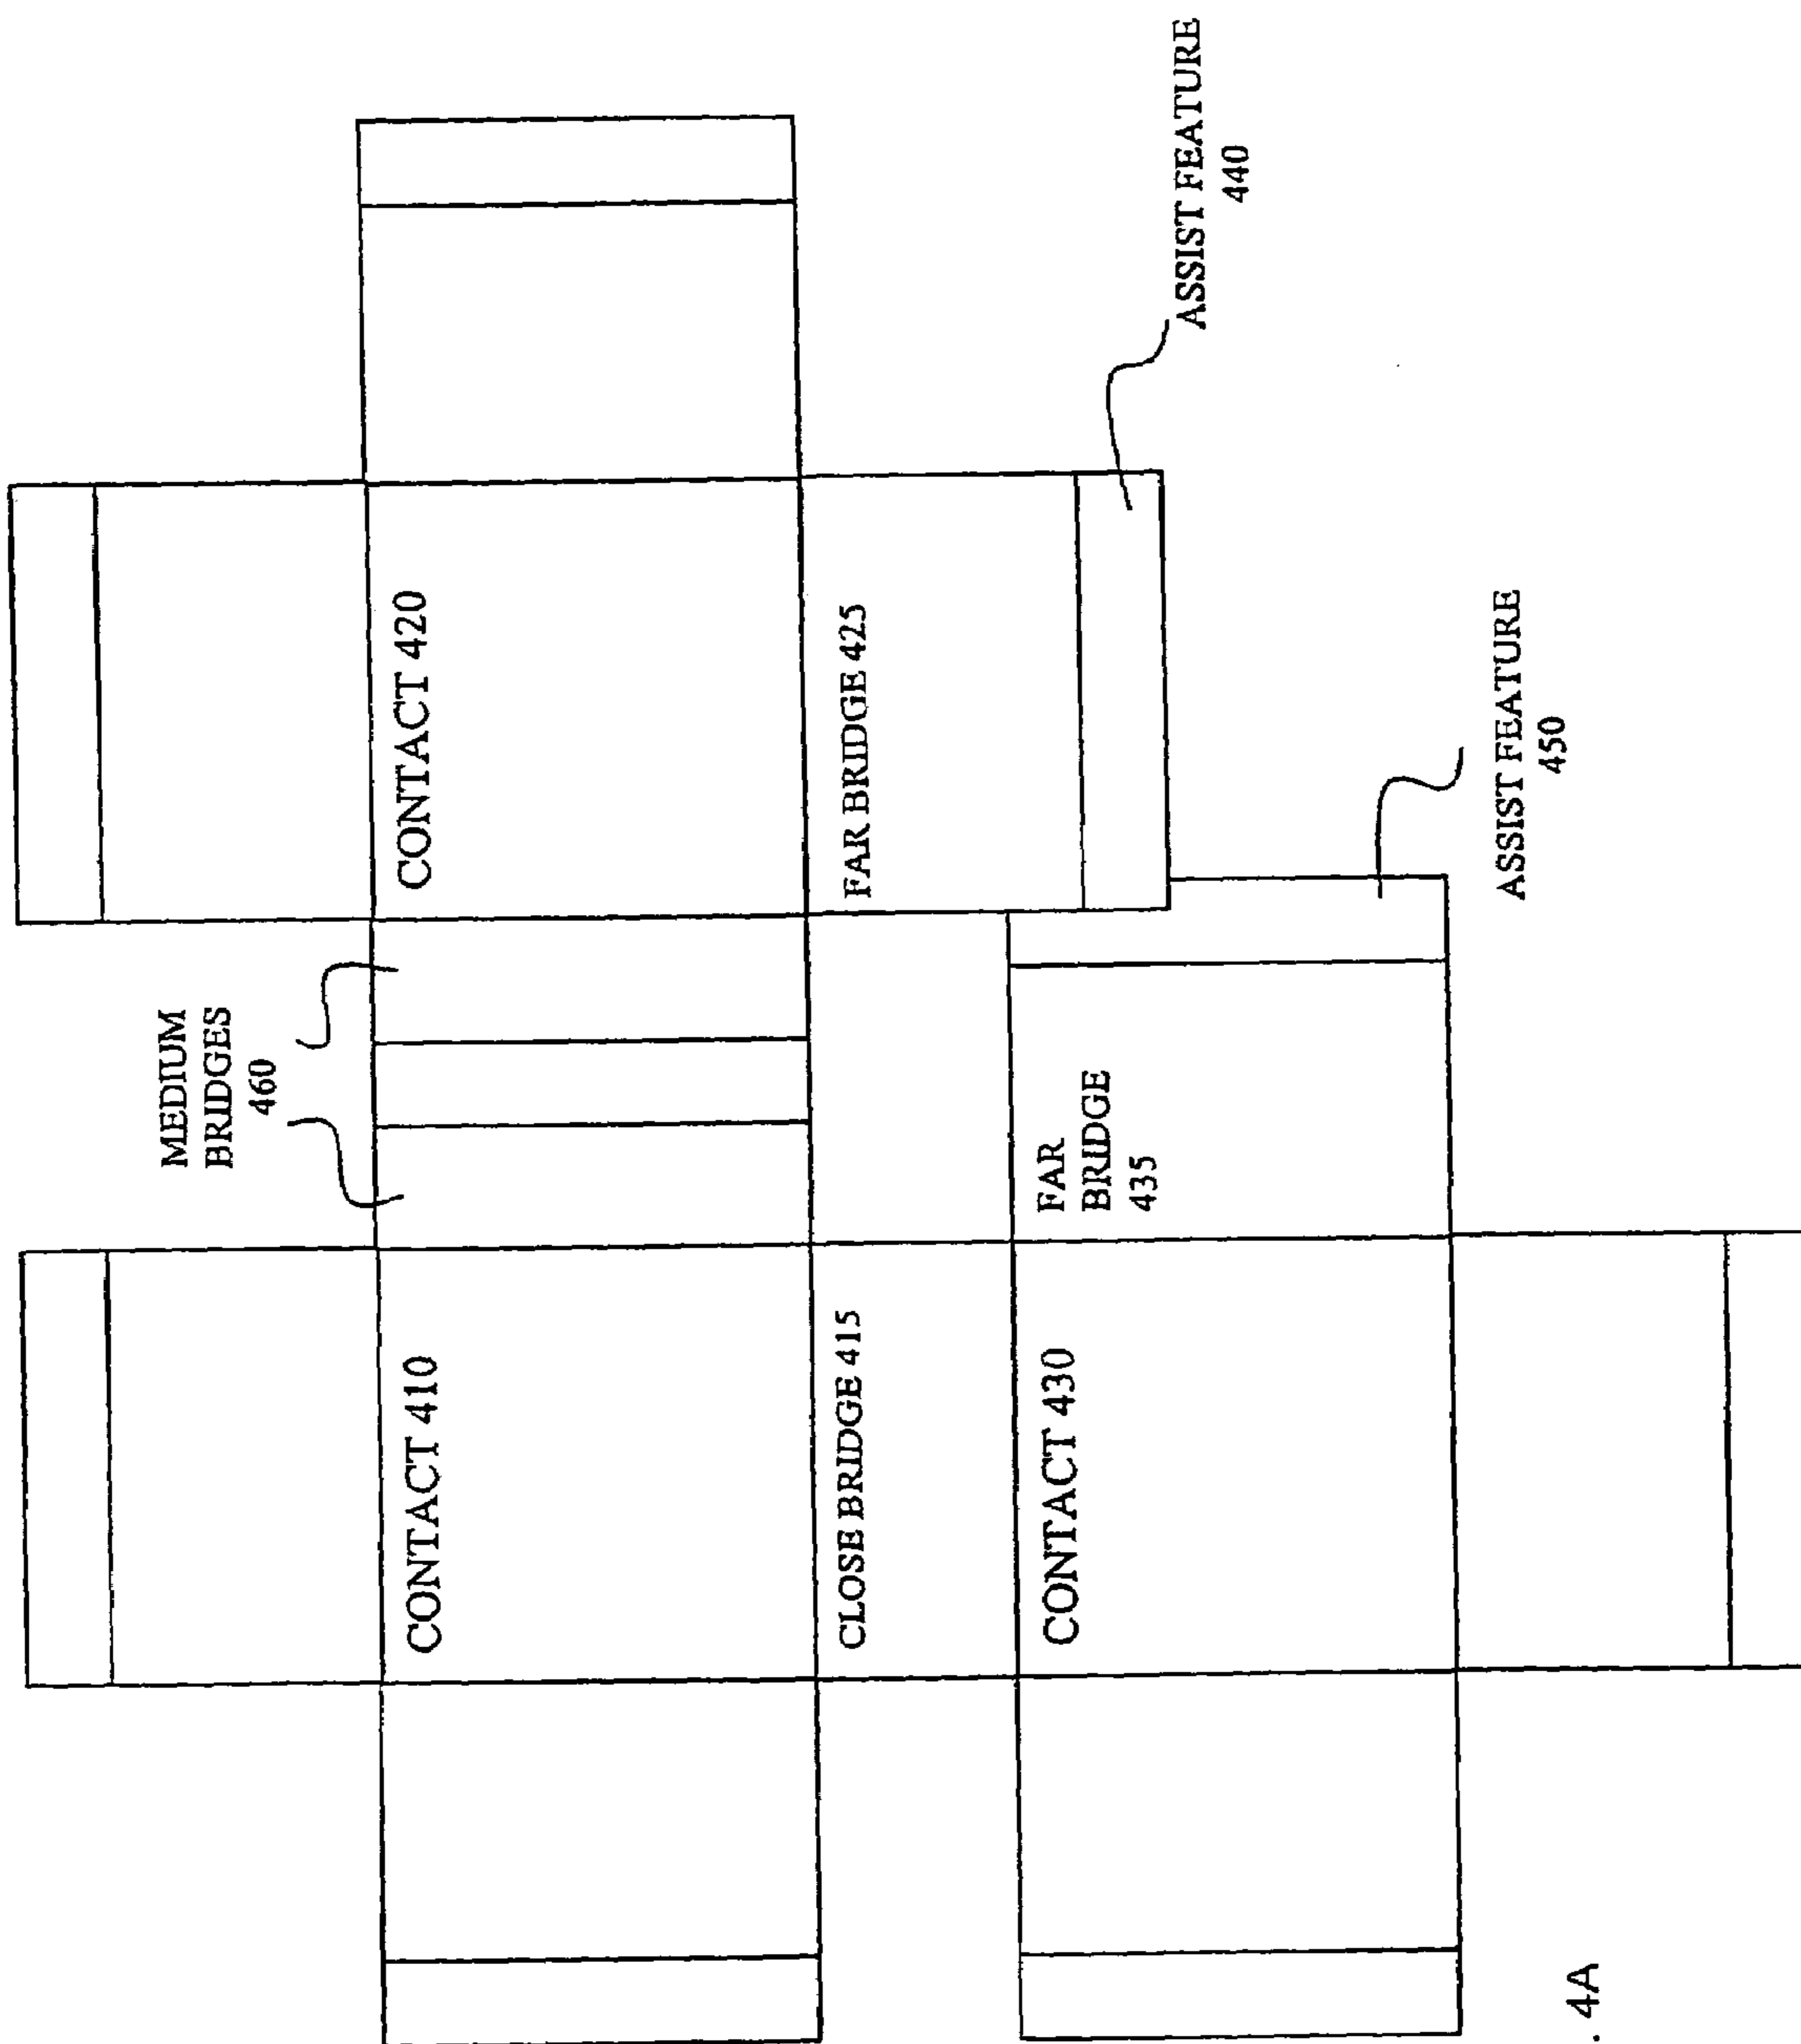 MEDIUM
BRIDGES
460
CONTACT 410
CONTACT 420
CLOSE BRIDGE 415
FAR BRIDGE 425
CONTACT 430
FAR
BRIDGE
435
ASSIST FEATURE
440
ASSIST FEATURE
450
. 4A